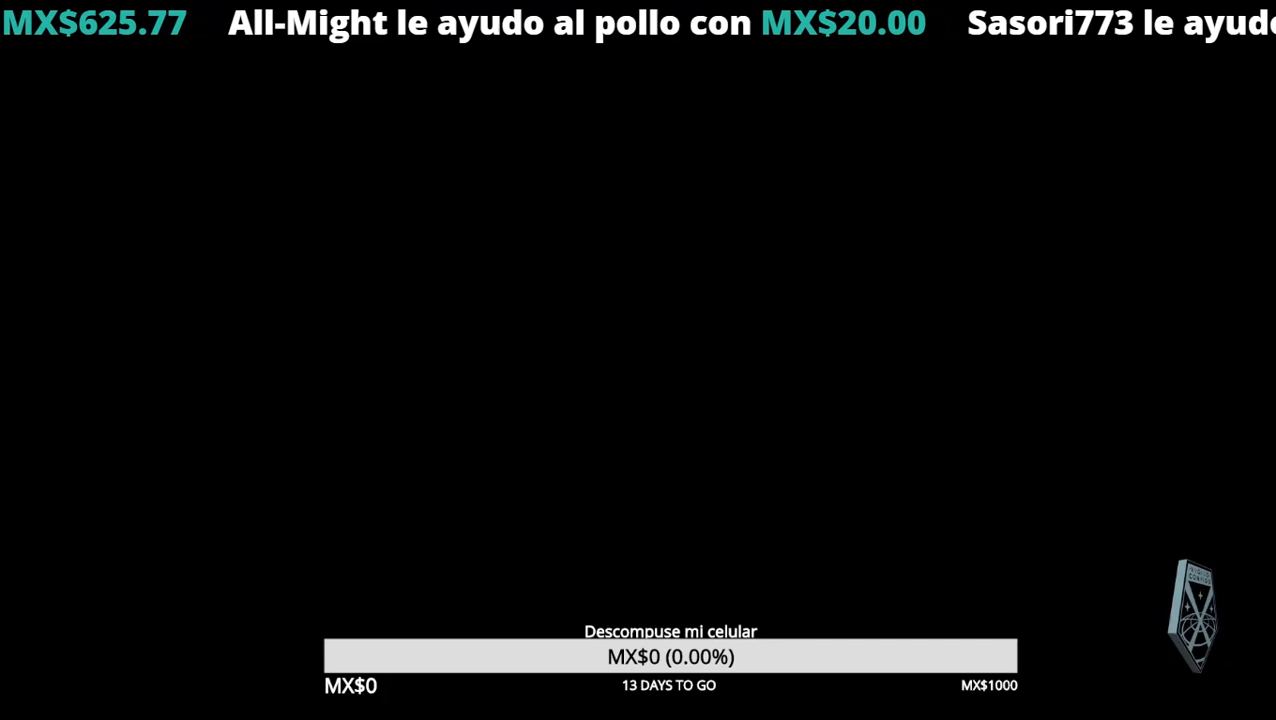 MX$625.77 All-Might le ayudo al pollo con MX$20.00 Sasori773 le ayudo
Descompuse mi celular
MX$0 (0.00%)
MX$0 13 DAYS TO GO MX$1000